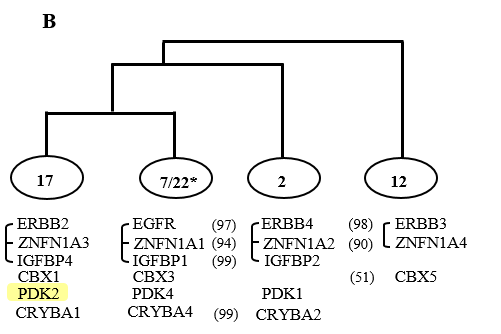 B
17 7/22* 2 12
ERBB2 EGFR (97) ERBB4 (98) ERBB3
ZNFN1A3 ZNFN1A1 (94) ZNFN1A2 (90) ZNFN1A4
IGFBP4 IGFBP1 (99) IGFBP2
CBX1 CBX3 (51) CBX5
PDK2 PDK4 PDK1
CRYBA1 CRYBA4 (99) CRYBA2